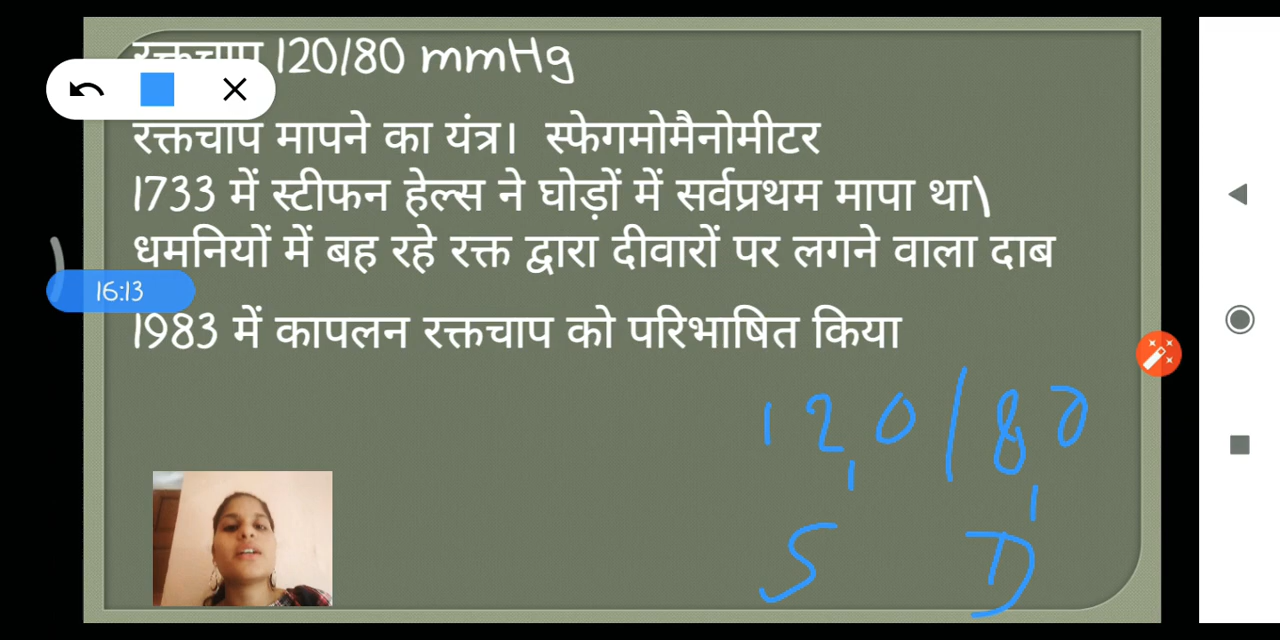 रक्तचाप 120/80 mmHg
रक्तचाप मापने का यंत्र। स्फेगमोमैनोमीटर
1733 में स्टीफन हेल्स ने घोड़ों में सर्वप्रथम मापा था\
धमनियों में बह रहे रक्त द्वारा दीवारों पर लगने वाला दाब
16:13
1983 में कापलन रक्तचाप को परिभाषित किया
120/80
S D